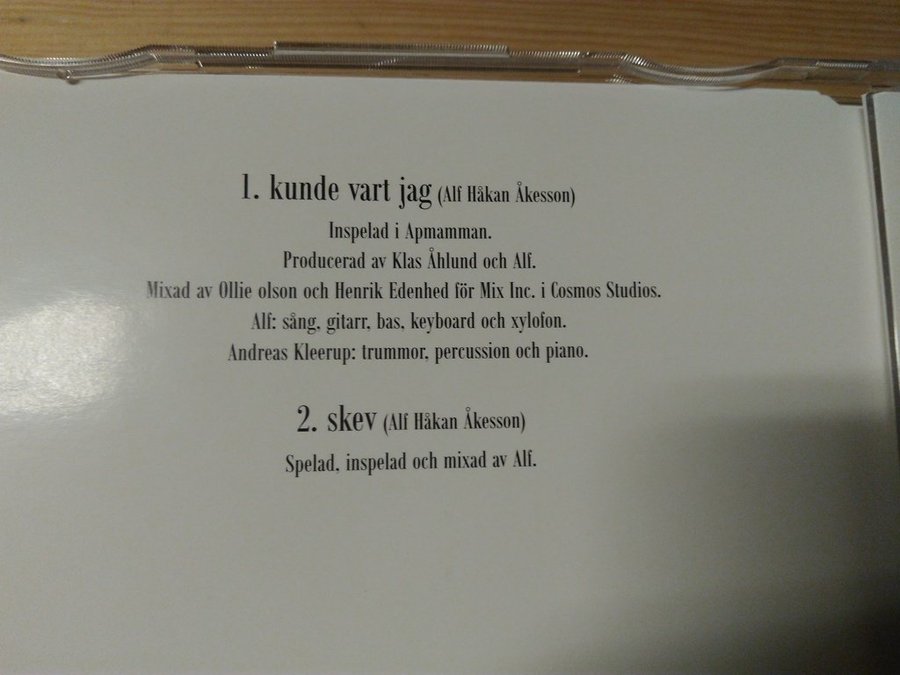 1. kunde vart jag (Alf Håkan Åkesson)
Inspelad i Apmamman.
Producerad av Klas Åhlund och Alf.
Mixad av Ollie olson och Henrik Edenhed för Mix Inc. i Cosmos Studios.
Alf: sång, gitarr, bas, keyboard och xylofon.
Andreas Kleerup: trummor, percussion och piano.
2. skev (Alf Håkan Åkesson)
Spelad, inspelad och mixad av Alf.